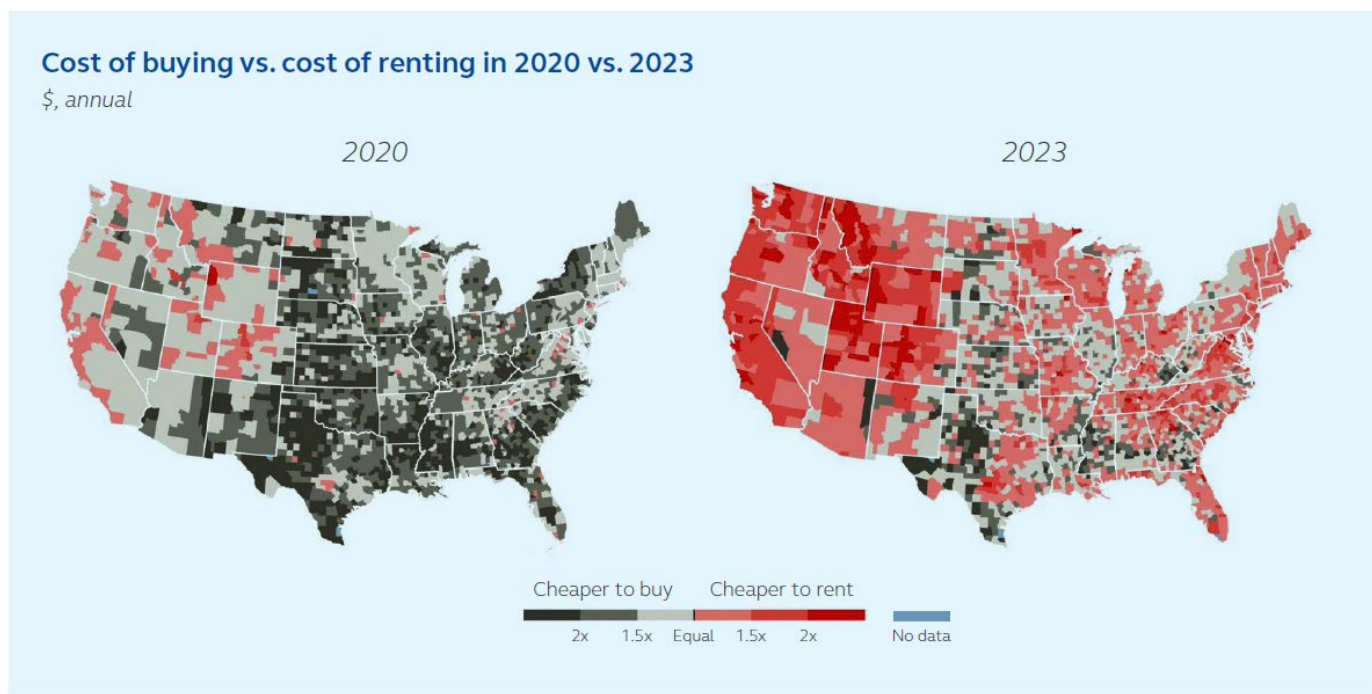 Cost of buying vs. cost of renting in 2020 vs. 2023
$, annual
2020
2023
Cheaper to buy
Cheaper to rent
2x
1.5x
Equal
1.5x
2x
No data